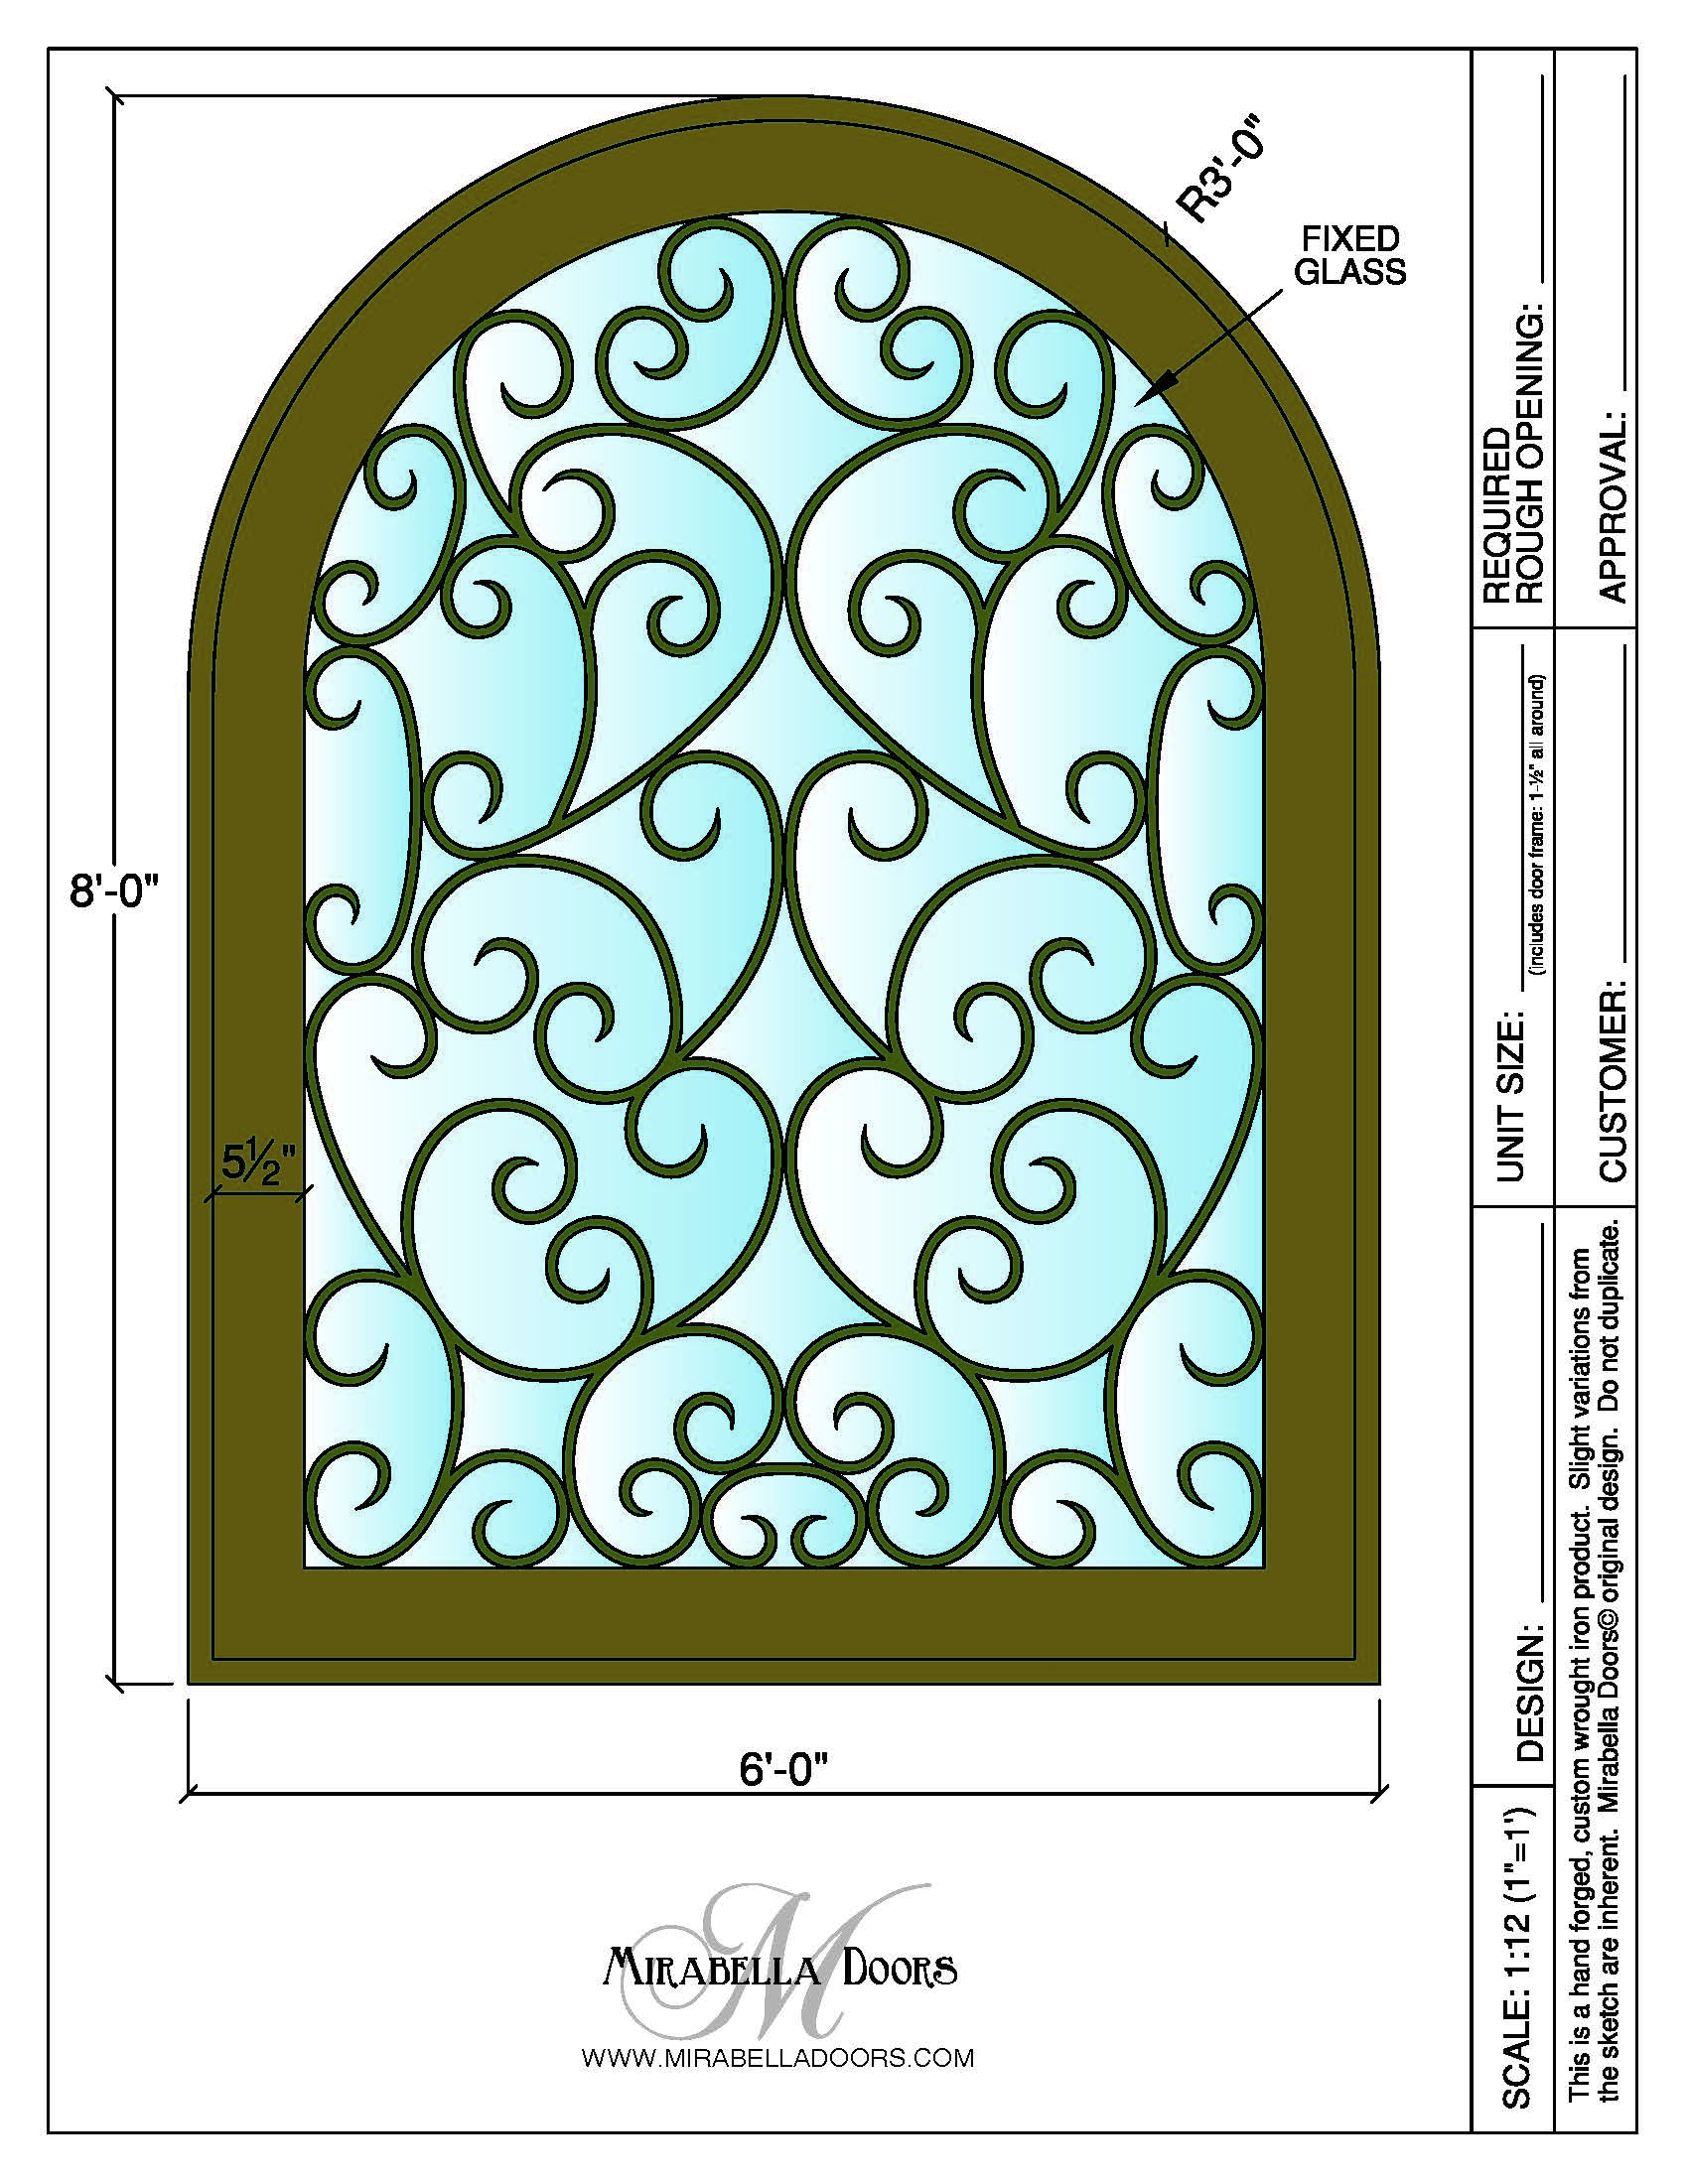 R3'-0"
FIXED
GLASS
8'-0"
5½"
6'-0"
MIRABELLA DOORS
M
WWW.MIRABELLADOORS.COM
SCALE: 1:12 (1"=1')
DESIGN:
UNIT SIZE:
(includes door frame: 1-½" all around)
REQUIRED
ROUGH OPENING:
This is a hand forged, custom wrought iron product. Slight variations from
the sketch are inherent. Mirabella Doors© original design. Do not duplicate.
CUSTOMER:
APPROVAL: